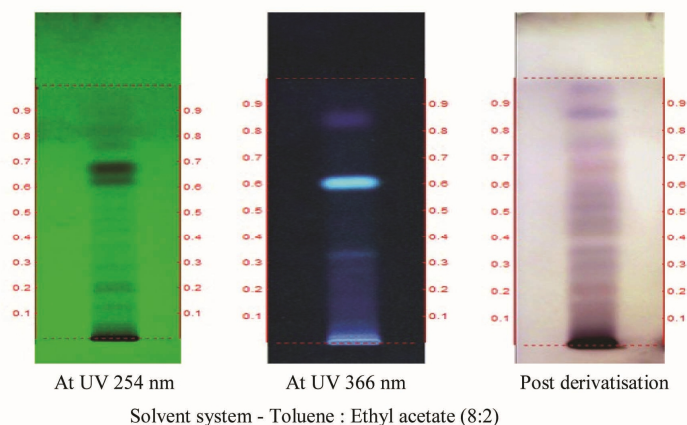 0.9 0.9 0.9 0.9 0.9 0.9
0.8 0.8 0.8 0.8 0.8 0.8
0.7 0.7 0.7 0.7 0.7 0.7
0.6 0.6 0.6 0.6 0.6 0.6
0.5 0.5 0.5 0.5 0.5 0.5
0.4 0.4 0.4 0.4 0.4 0.4
0.3 0.3 0.3 0.3 0.3 0.3
0.2 0.2 0.2 0.2 0.2 0.2
0.1 0.1 0.1 0.1 0.1 0.1
At UV 254 nm At UV 366 nm Post derivatisation
Solvent system - Toluene : Ethyl acetate (8:2)